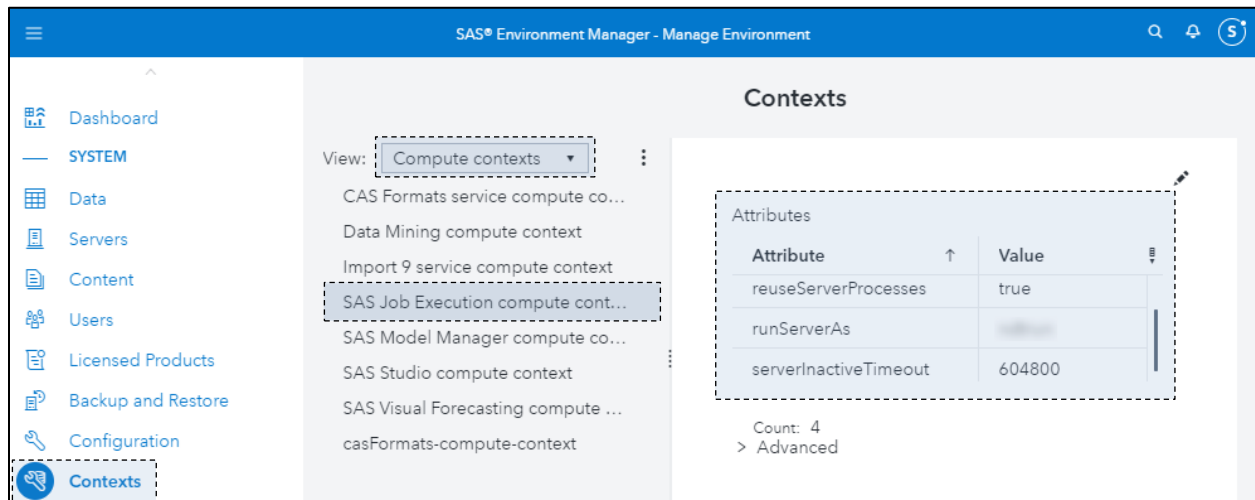 SAS® Environment Manager - Manage Environment
S
Dashboard
SYSTEM
Data
Servers
Content
Users
Licensed Products
Backup and Restore
Configuration
Contexts
Contexts
View: Compute contexts
CAS Formats service compute co...
Data Mining compute context
Import 9 service compute context
SAS Job Execution compute cont...
SAS Model Manager compute co...
SAS Studio compute context
SAS Visual Forecasting compute ...
casFormats-compute-context
Attributes
Attribute Value
reuseServerProcesses true
runServerAs
serverInactiveTimeout 604800
Count: 4
> Advanced